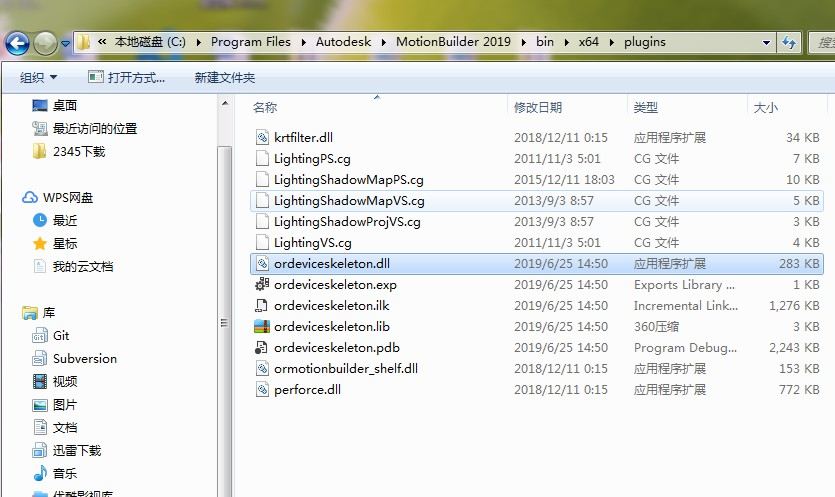 « 本地磁盘 (C:) Program Files Autodesk MotionBuilder 2019 bin x64 plugins
组织 打开方式... 新建文件夹
桌面
最近访问的位置
2345下载
WPS网盘
最近
星标
我的云文档
库
Git
Subversion
视频
图片
文档
迅雷下载
音乐
名称 修改日期 类型 大小
krtfilter.dll 2018/12/11 0:15 应用程序扩展 34 KB
LightingPS.cg 2011/11/3 5:01 CG 文件 7 KB
LightingShadowMapPS.cg 2015/12/11 18:03 CG 文件 10 KB
LightingShadowMapVS.cg 2013/9/3 8:57 CG 文件 5 KB
LightingShadowProjVS.cg 2013/9/3 8:57 CG 文件 3 KB
LightingVS.cg 2011/11/3 5:01 CG 文件 4 KB
ordeviceskeleton.dll 2019/6/25 14:50 应用程序扩展 283 KB
ordeviceskeleton.exp 2019/6/25 14:50 Exports Library ... 1 KB
ordeviceskeleton.ilk 2019/6/25 14:50 Incremental Link... 1,276 KB
ordeviceskeleton.lib 2019/6/25 14:50 360压缩 3 KB
ordeviceskeleton.pdb 2019/6/25 14:50 Program Debug... 2,243 KB
ormotionbuilder_shelf.dll 2018/12/11 0:15 应用程序扩展 153 KB
perforce.dll 2018/12/11 0:15 应用程序扩展 772 KB